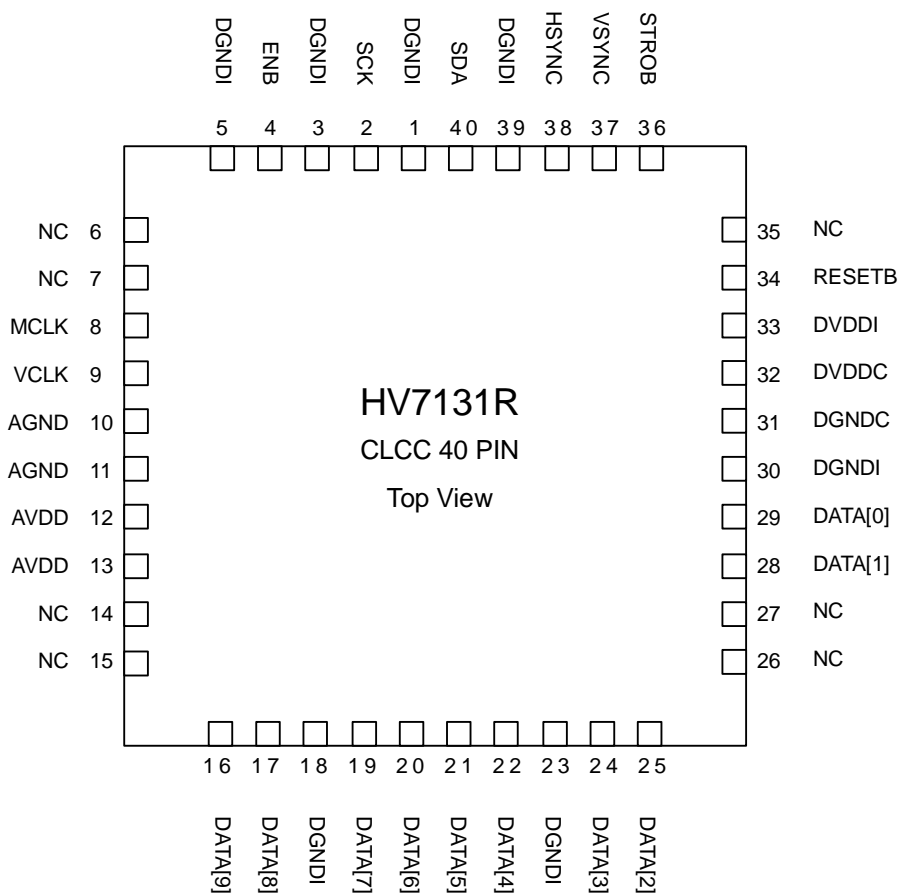 DGNDI ENB DGNDI SCK DGNDI SDA DGNDI HSYNC VSYNC STROB
5 4 3 2 1 40 39 38 37 36
NC 6
NC 7
MCLK 8
VCLK 9
AGND 10
AGND 11
AVDD 12
AVDD 13
NC 14
NC 15
HV7131R
CLCC 40 PIN
Top View
35 NC
34 RESETB
33 DVDDI
32 DVDDC
31 DGNDC
30 DGNDI
29 DATA[0]
28 DATA[1]
27 NC
26 NC
16 17 18 19 20 21 22 23 24 25
DATA[9] DATA[8] DGNDI DATA[7] DATA[6] DATA[5] DATA[4] DGNDI DATA[3] DATA[2]